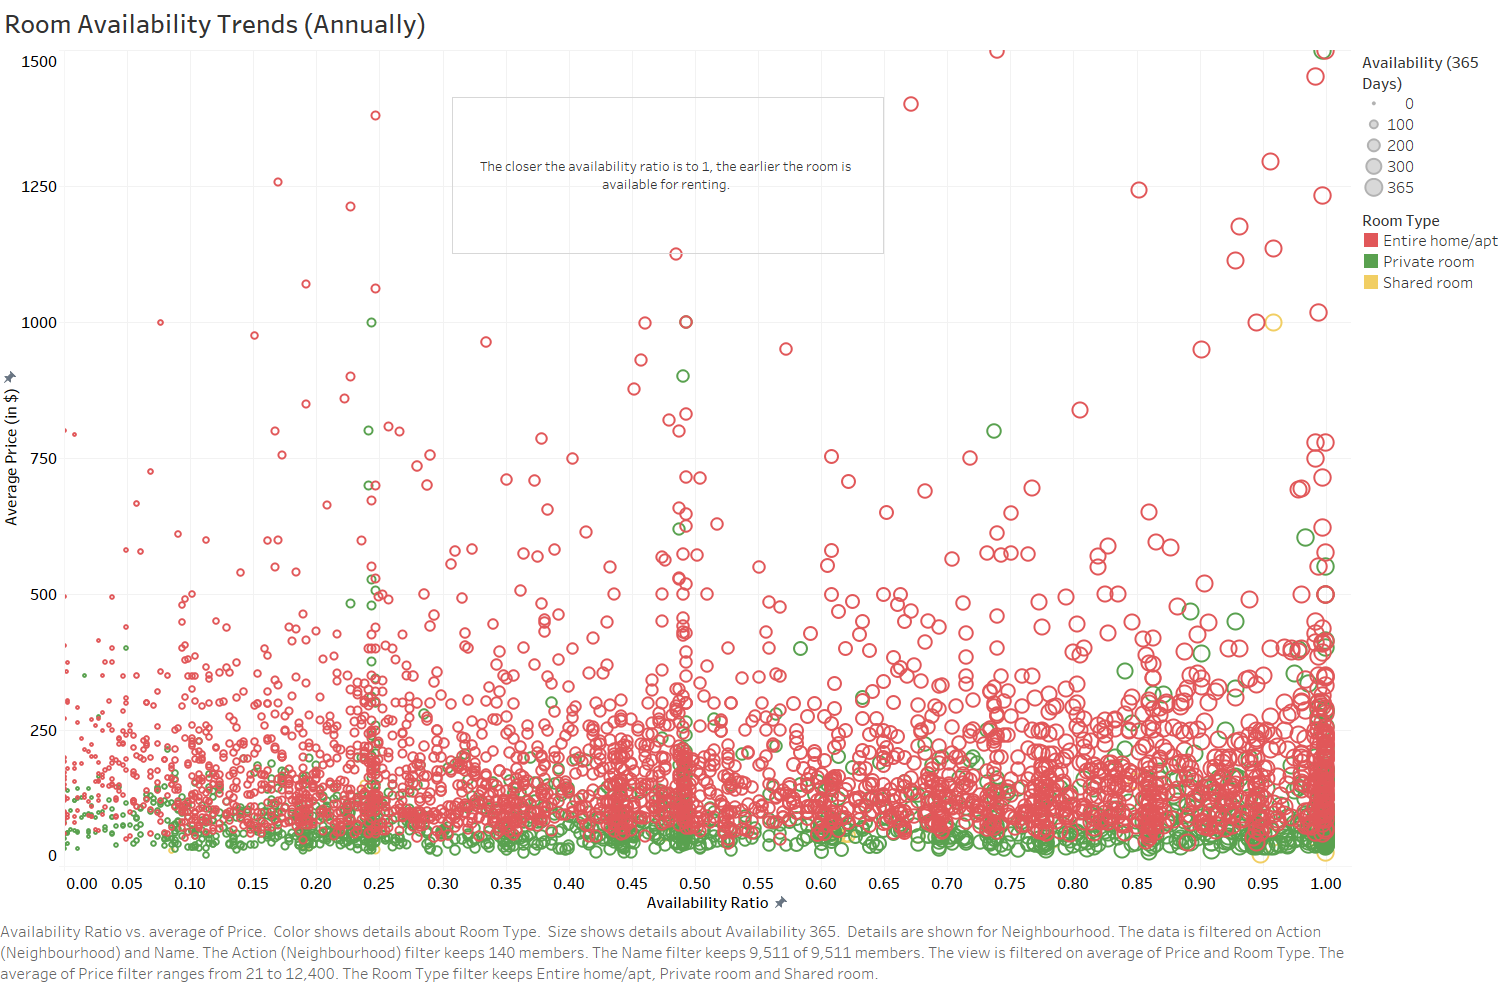 Room Availability Trends (Annually)
1500
1250
1000
750
500
250
0
Average Price (in $)
The closer the availability ratio is to 1, the earlier the room is
available for renting.
0.00 0.05 0.10 0.15 0.20 0.25 0.30 0.35 0.40 0.45 0.50 0.55 0.60 0.65 0.70 0.75 0.80 0.85 0.90 0.95 1.00
Availability Ratio
Availability (365
Days)
0
100
200
300
365
Room Type
Entire home/apt
Private room
Shared room
Availability Ratio vs. average of Price.  Color shows details about Room Type.  Size shows details about Availability 365.  Details are shown for Neighbourhood. The data is filtered on Action
(Neighbourhood) and Name. The Action (Neighbourhood) filter keeps 140 members. The Name filter keeps 9,511 of 9,511 members. The view is filtered on average of Price and Room Type. The
average of Price filter ranges from 21 to 12,400. The Room Type filter keeps Entire home/apt, Private room and Shared room.